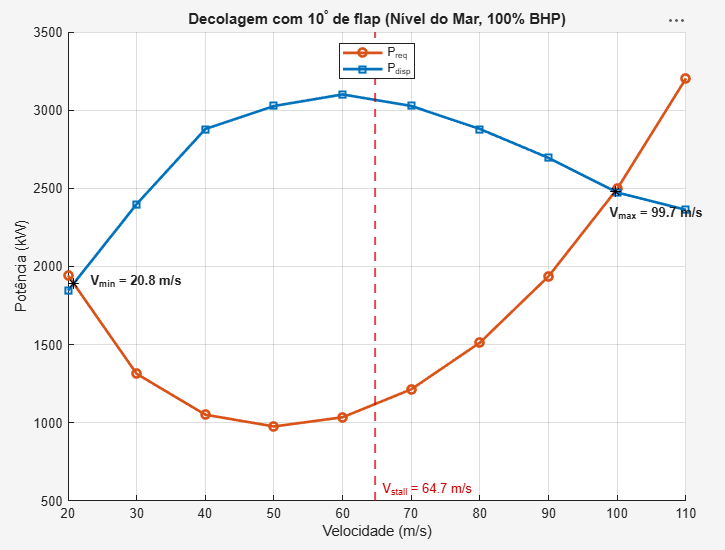 Decolagem com 10° de flap (Nível do Mar, 100% BHP)
3500
P_req
P_disp
3000
2500
V_max = 99.7 m/s
2000
V_min = 20.8 m/s
1500
1000
V_stall = 64.7 m/s
500
20 30 40 50 60 70 80 90 100 110
Velocidade (m/s)
Potência (kW)